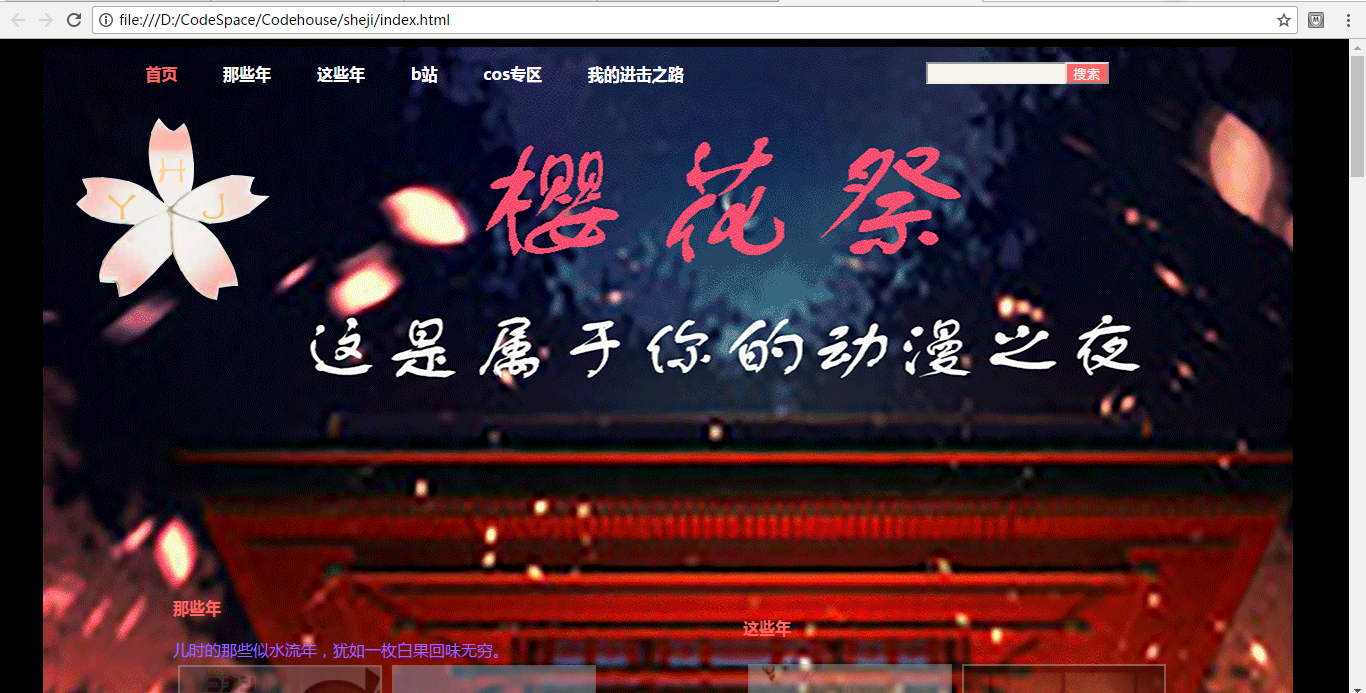 file:///D:/CodeSpace/Codehouse/sheji/index.html
首页 那些年 这些年 b站 cos专区 我的进击之路 搜索
H
Y J
樱花祭
这是属于你的动漫之夜
那些年
这些年
儿时的那些似水流年，犹如一枚白果回味无穷。